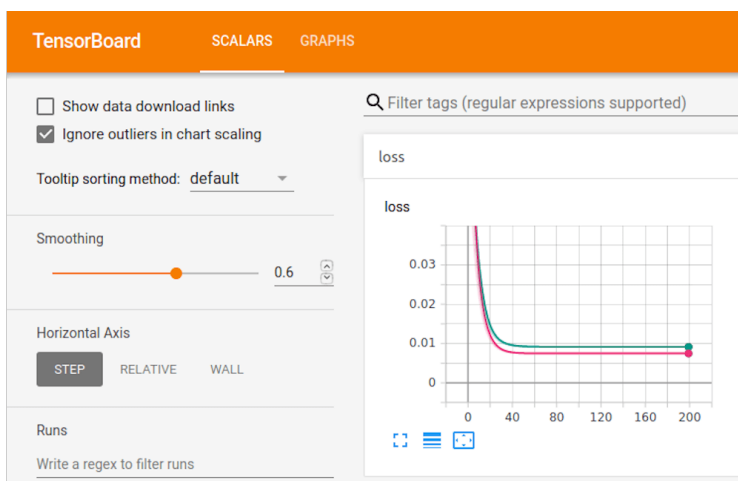 TensorBoard SCALARS GRAPHS
Show data download links
Ignore outliers in chart scaling
Tooltip sorting method: default
Smoothing
0.6
Horizontal Axis
STEP RELATIVE WALL
Runs
Write a regex to filter runs
Filter tags (regular expressions supported)
loss
loss
0.03
0.02
0.01
0
0 40 80 120 160 200